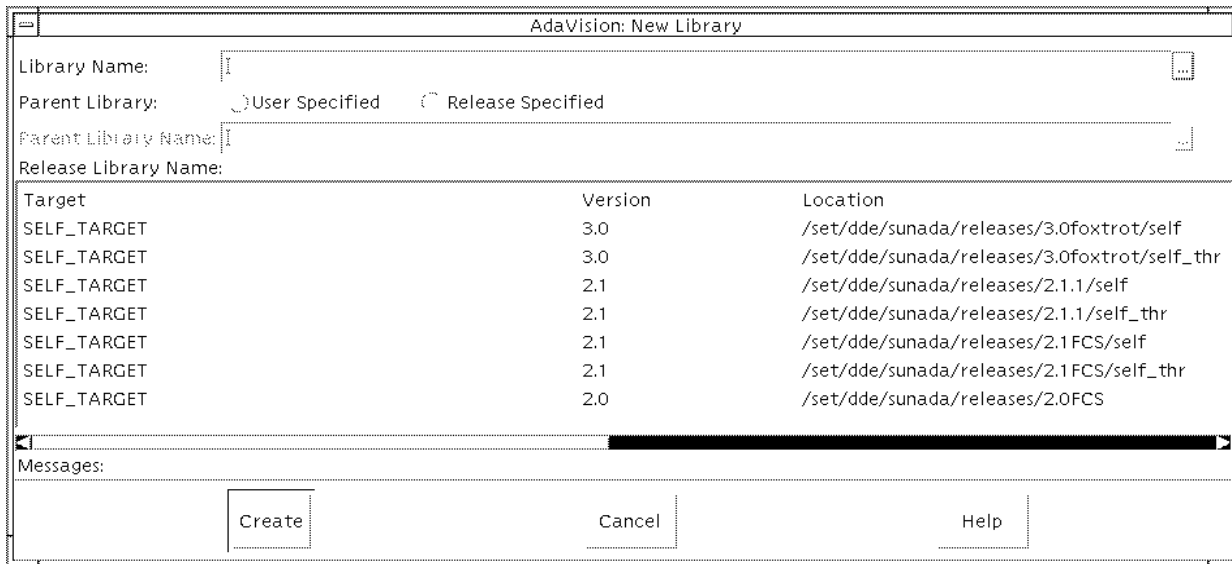 AdaVision: New Library
Library Name:
...
Parent Library: User Specified Release Specified
Parent Library Name:
...
Release Library Name:
Target Version Location
SELF_TARGET 3.0 /set/dde/sunada/releases/3.0foxtrot/self
SELF_TARGET 3.0 /set/dde/sunada/releases/3.0foxtrot/self_thr
SELF_TARGET 2.1 /set/dde/sunada/releases/2.1.1/self
SELF_TARGET 2.1 /set/dde/sunada/releases/2.1.1/self_thr
SELF_TARGET 2.1 /set/dde/sunada/releases/2.1FCS/self
SELF_TARGET 2.1 /set/dde/sunada/releases/2.1FCS/self_thr
SELF_TARGET 2.0 /set/dde/sunada/releases/2.0FCS
Messages:
Create Cancel Help